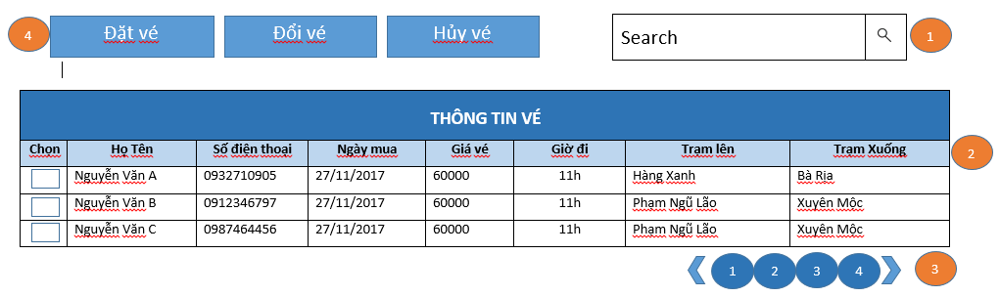 4 Đặt vé Đổi vé Hủy vé Search 1
THÔNG TIN VÉ
Chọn Họ Tên Số điện thoại Ngày mua Giá vé Giờ đi Trạm lên Trạm Xuống 2
Nguyễn Văn A 0932710905 27/11/2017 60000 11h Hàng Xanh Bà Rịa
Nguyễn Văn B 0912346797 27/11/2017 60000 11h Phạm Ngũ Lão Xuyên Mộc
Nguyễn Văn C 0987464456 27/11/2017 60000 11h Phạm Ngũ Lão Xuyên Mộc
1 2 3 4 3